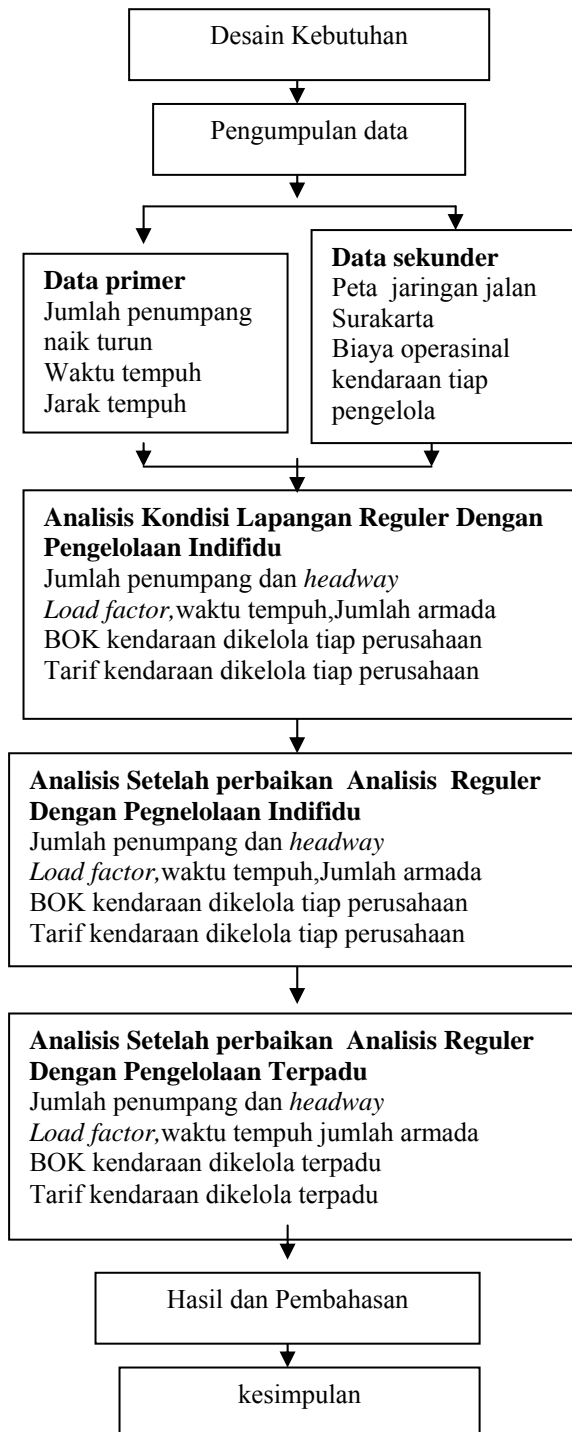 Desain Kebutuhan
Pengumpulan data
Data primer
Jumlah penumpang
naik turun
Waktu tempuh
Jarak tempuh
Data sekunder
Peta jaringan jalan
Surakarta
Biaya operasinal
kendaraan tiap
pengelola
Analisis Kondisi Lapangan Reguler Dengan
Pengelolaan Indifidu
Jumlah penumpang dan headway
Load factor,waktu tempuh,Jumlah armada
BOK kendaraan dikelola tiap perusahaan
Tarif kendaraan dikelola tiap perusahaan
Analisis Setelah perbaikan Analisis Reguler
Dengan Pegnelolaan Indifidu
Jumlah penumpang dan headway
Load factor,waktu tempuh,Jumlah armada
BOK kendaraan dikelola tiap perusahaan
Tarif kendaraan dikelola tiap perusahaan
Analisis Setelah perbaikan Analisis Reguler
Dengan Pengelolaan Terpadu
Jumlah penumpang dan headway
Load factor,waktu tempuh jumlah armada
BOK kendaraan dikelola terpadu
Tarif kendaraan dikelola terpadu
Hasil dan Pembahasan
kesimpulan